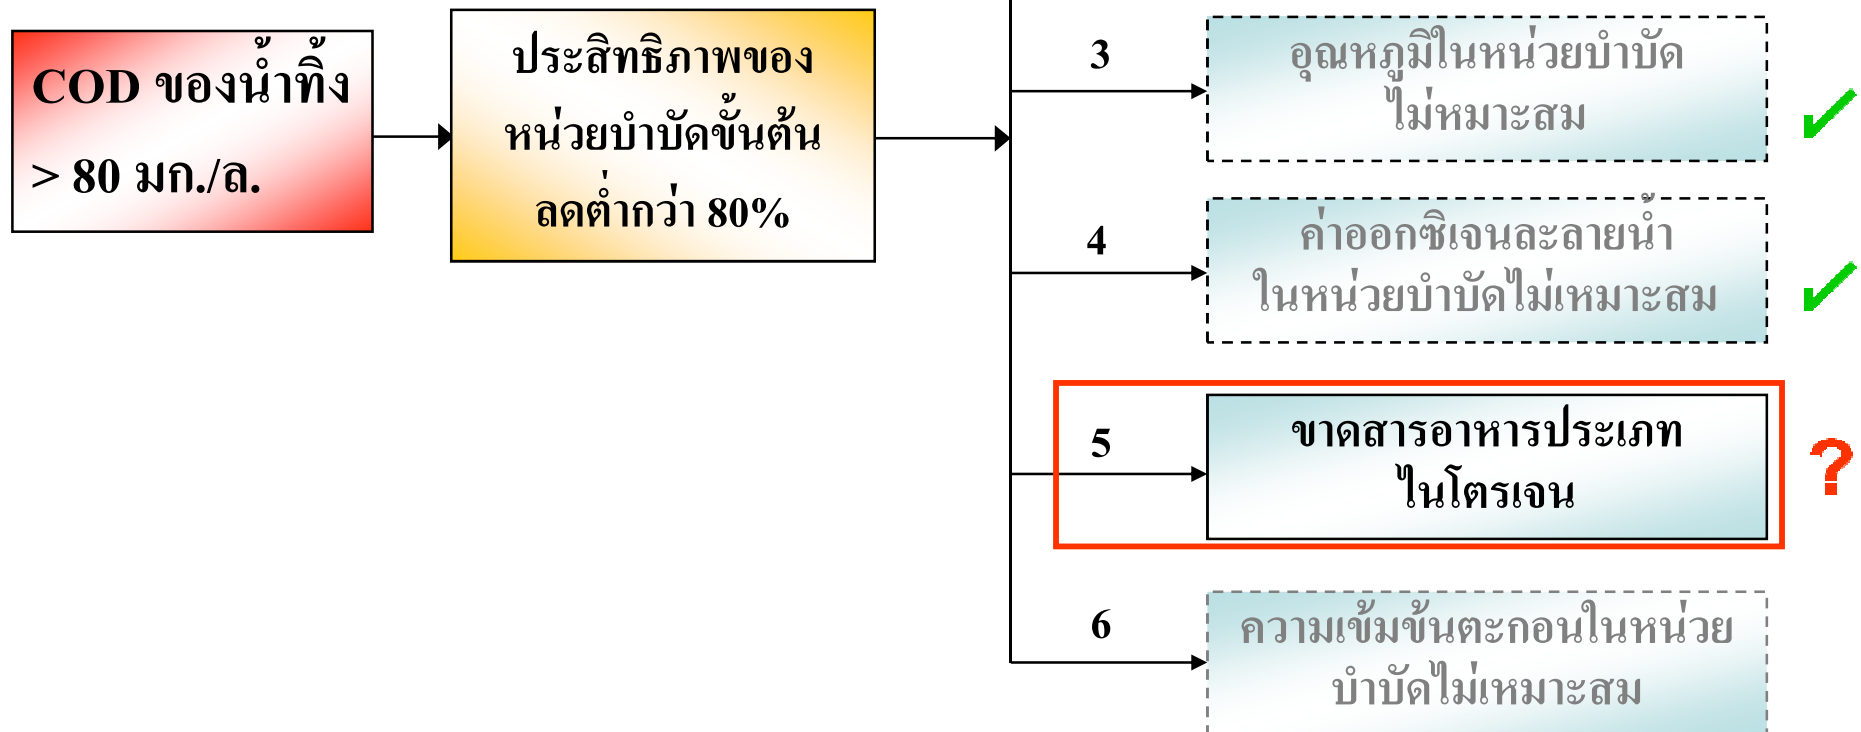 COD ของน้ำทิ้ง
> 80 มก./ล.
ประสิทธิภาพของ
หน่วยบำบัดขั้นต้น
ลดต่ำกว่า 80%
3
อุณหภูมิในหน่วยบำบัด
ไม่หมาะสม
4
ค่าออกซิเจนละลายน้ำ
ในหน่วยบำบัดไม่เหมาะสม
5
ขาดสารอาหารประเภท
ไนโตรเจน
?
6
ความเข้มข้นตะกอนในหน่วย
บำบัดไม่เหมาะสม